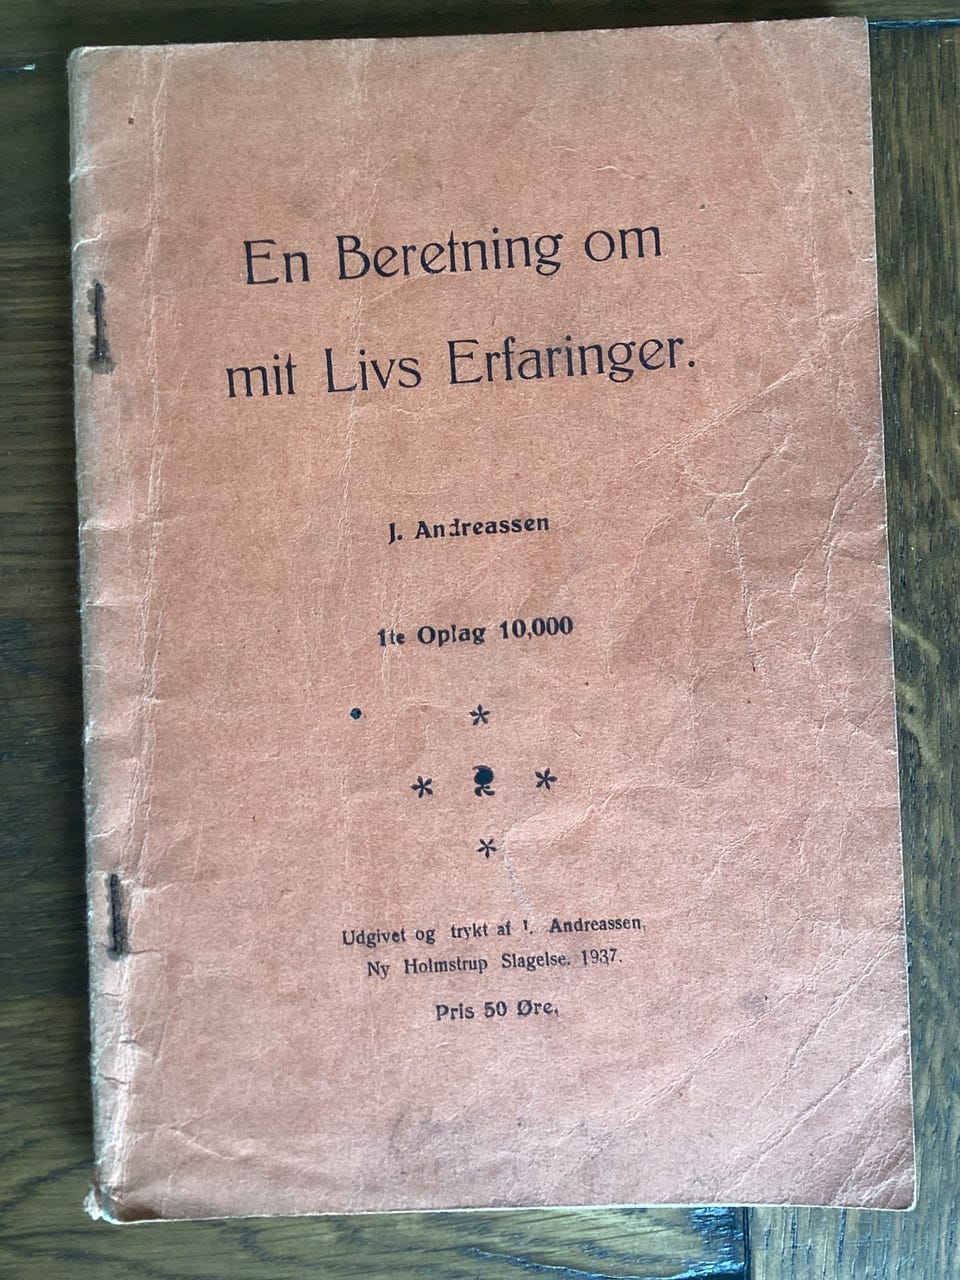 En Beretning om
mit Livs Erfaringer.
J. Andreassen
1te Oplag 10,000
* 
* *
*
Udgivet og trykt af J. Andreassen,
Ny Holmstrup Slagelse. 1937.
Pris 50 Øre,